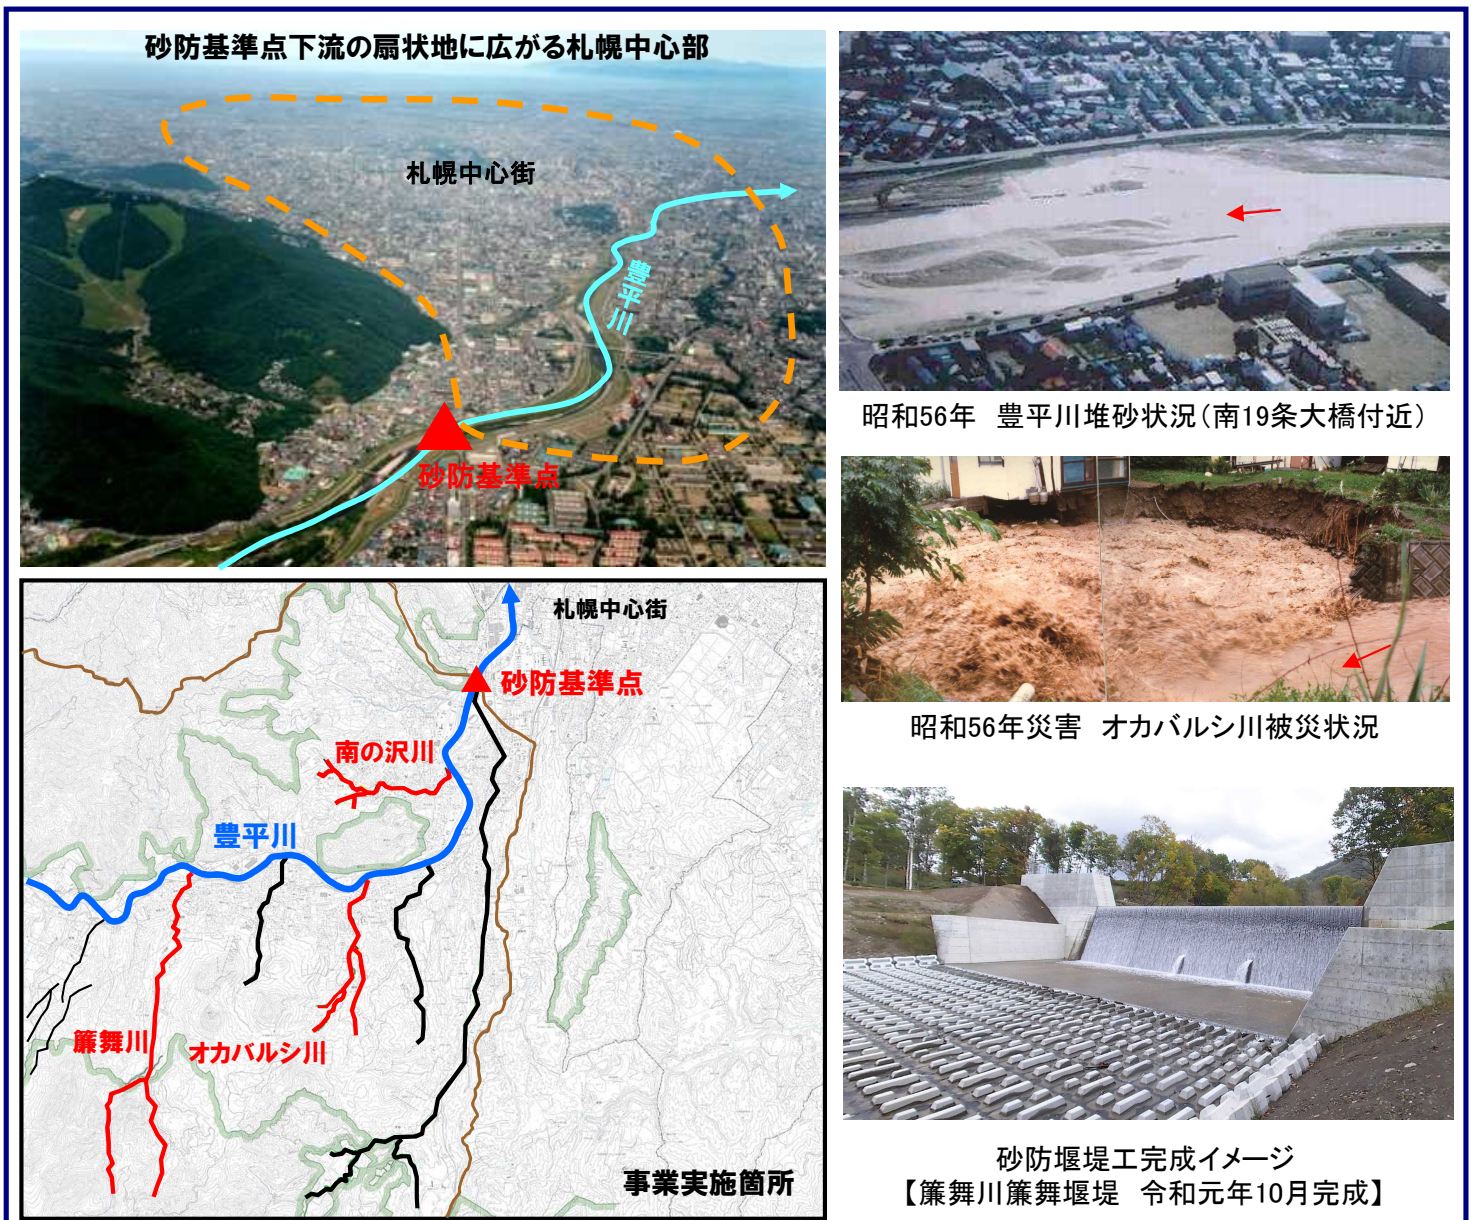 砂防基準点下流の扇状地に広がる札幌中心部
札幌中心街
豊平川
砂防基準点
昭和56年 豊平川堆砂状況(南19条大橋付近)
昭和56年災害 オカバルシ川被災状況
札幌中心街
砂防基準点
南の沢川
豊平川
簾舞川
オカバルシ川
事業実施箇所
砂防堰堤工完成イメージ
【簾舞川簾舞堰堤 令和元年10月完成】